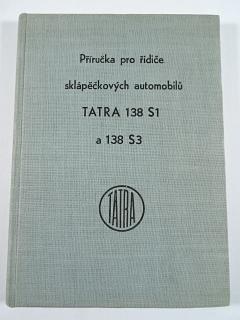 Příručka pro řidiče
sklápěčkových automobilů
TATRA 138 S1
a 138 S3
TATRA